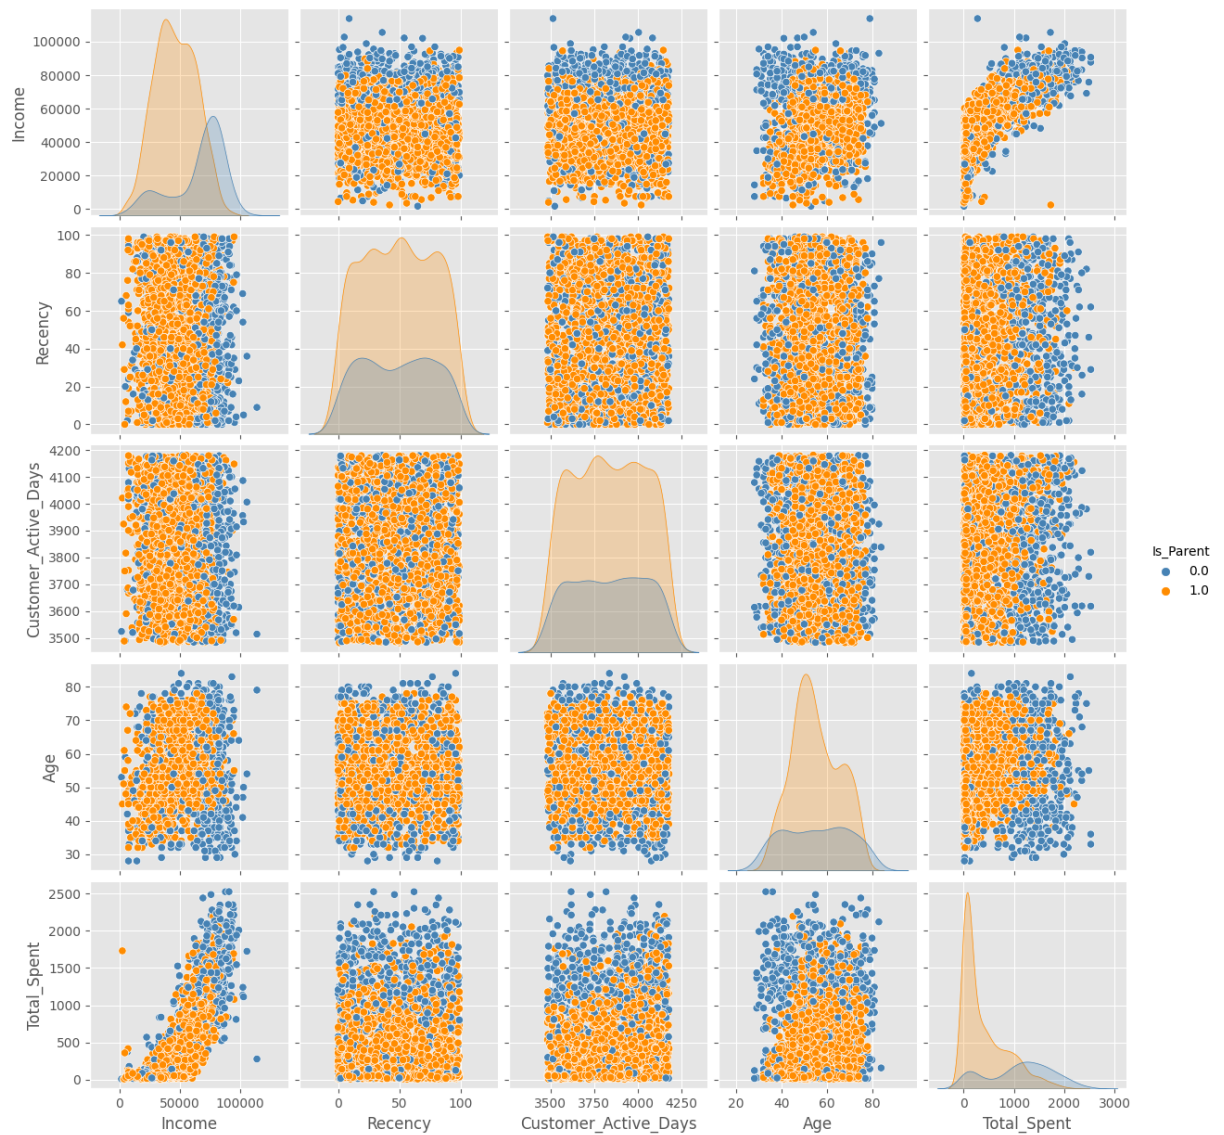 100000
80000
60000
40000
20000
0
Income
100
80
60
40
20
0
Recency
4200
4100
4000
3900
3800
3700
3600
3500
Customer_Active_Days
Is_Parent
0.0
1.0
80
70
60
50
40
30
Age
2500
2000
1500
1000
500
0
Total_Spent
0 50000 100000
0 50 100
3500 3750 4000 4250
20 40 60 80
0 1000 2000 3000
Income Recency Customer_Active_Days Age Total_Spent